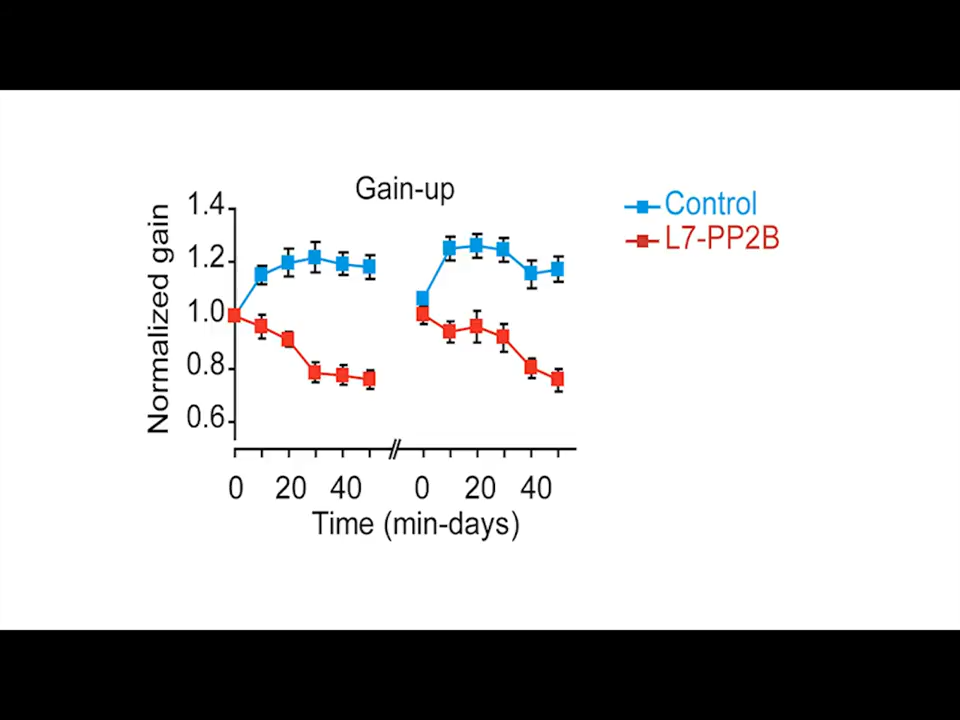 Gain-up
Control
L7-PP2B
Normalized gain
1.4
1.2
1.0
0.8
0.6
0 20 40 0 20 40
Time (min-days)